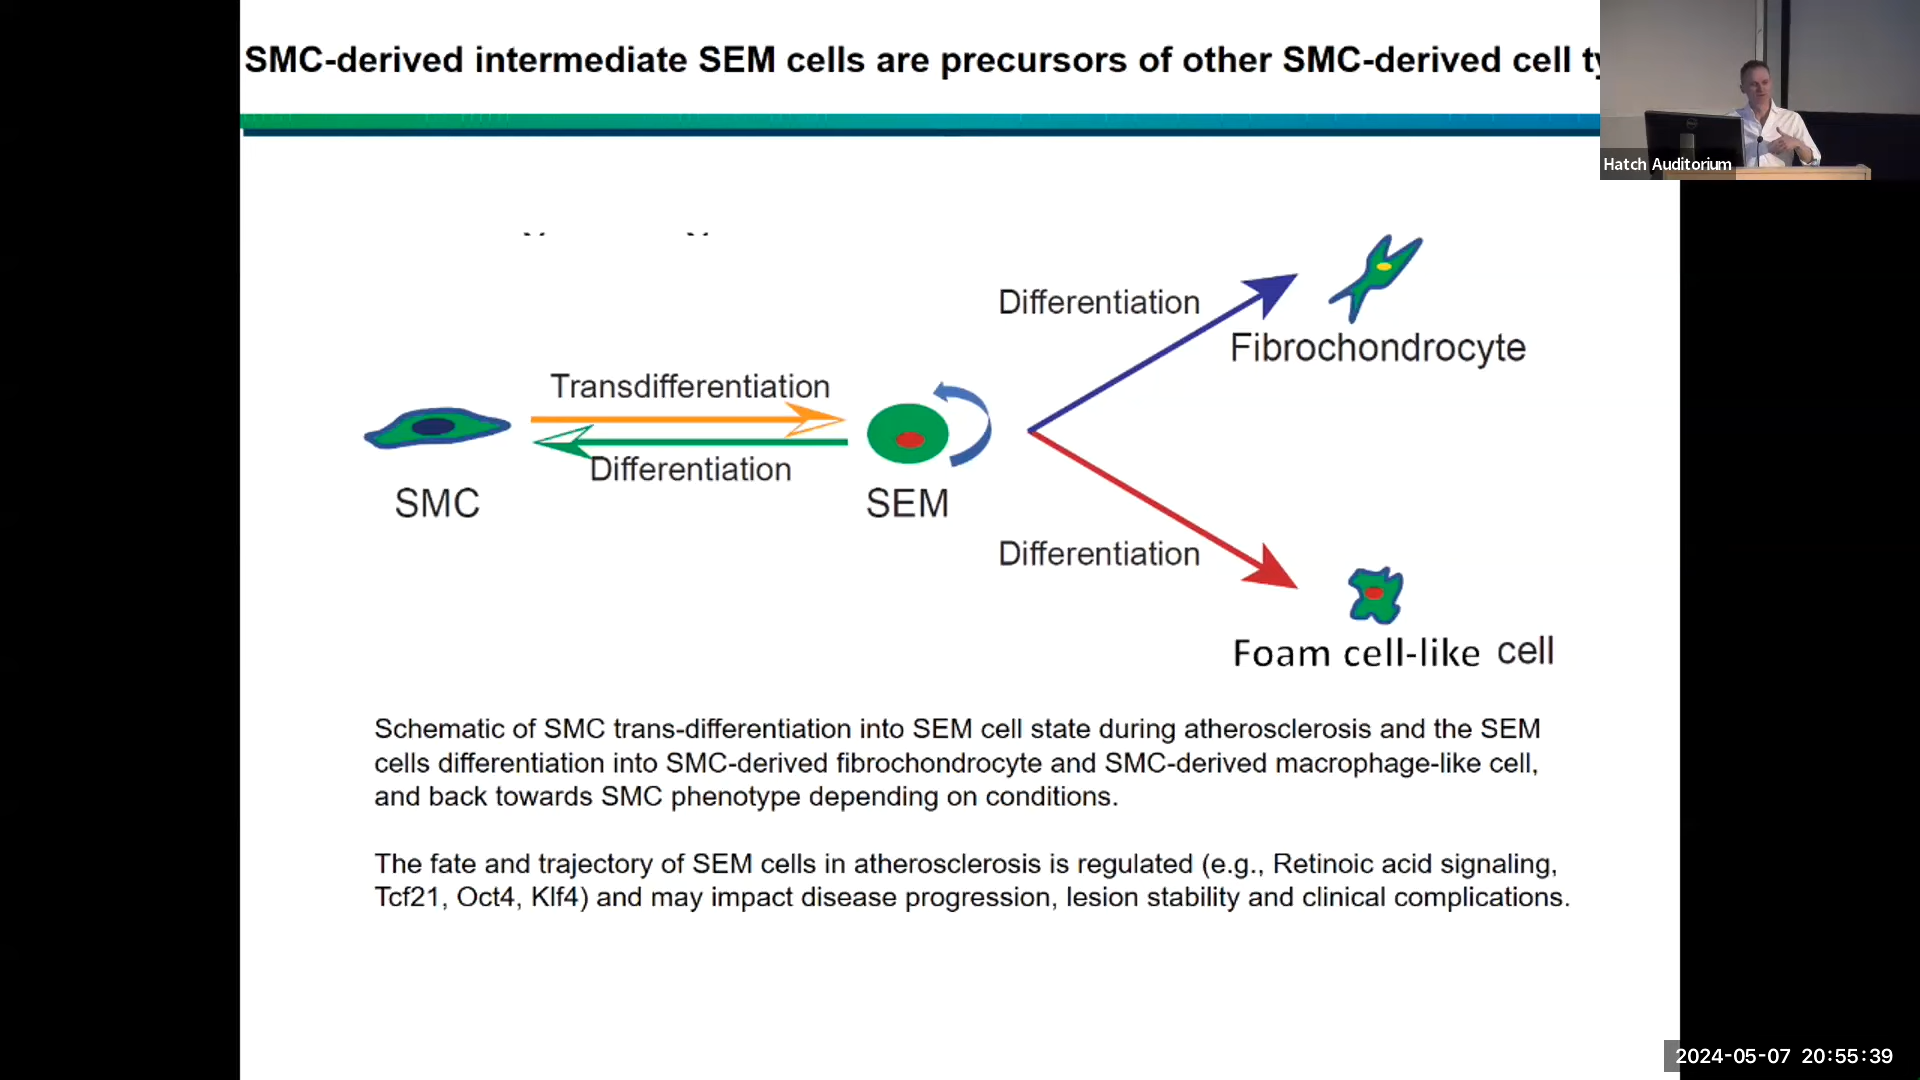 SMC-derived intermediate SEM cells are precursors of other SMC-derived cell
Hatch Auditorium
Differentiation
Fibrochondrocyte
Transdifferentiation
Differentiation
SMC
SEM
Differentiation
Foam cell-like cell
Schematic of SMC trans-differentiation into SEM cell state during atherosclerosis and the SEM
cells differentiation into SMC-derived fibrochondrocyte and SMC-derived macrophage-like cell,
and back towards SMC phenotype depending on conditions.
The fate and trajectory of SEM cells in atherosclerosis is regulated (e.g., Retinoic acid signaling,
Tcf21, Oct4, Klf4) and may impact disease progression, lesion stability and clinical complications.
2024-05-07 20:55:39